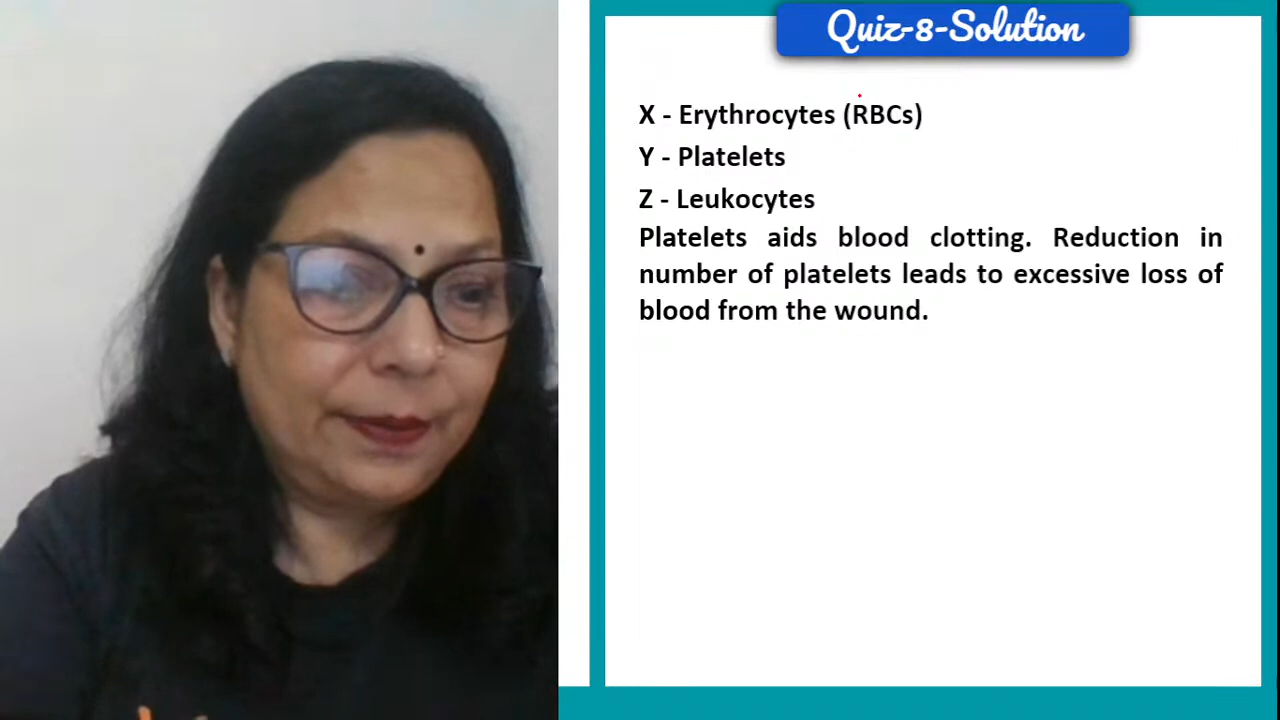 Quiz-8-Solution
X - Erythrocytes (RBCs)
Y - Platelets
Z - Leukocytes
Platelets aids blood clotting. Reduction in
number of platelets leads to excessive loss of
blood from the wound.